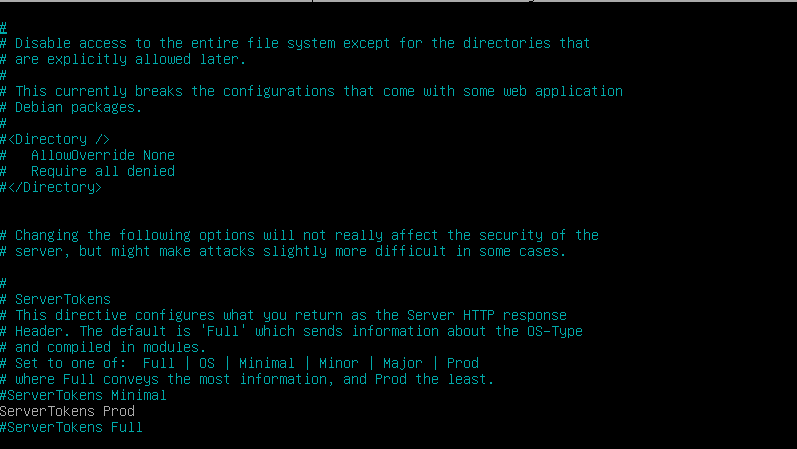 #
# Disable access to the entire file system except for the directories that
# are explicitly allowed later.
#
# This currently breaks the configurations that come with some web application
# Debian packages.
#
#<Directory />
#   AllowOverride None
#   Require all denied
#</Directory>
# Changing the following options will not really affect the security of the
# server, but might make attacks slightly more difficult in some cases.
#
# ServerTokens
# This directive configures what you return as the Server HTTP response
# Header. The default is 'Full' which sends information about the OS-Type
# and compiled in modules.
# Set to one of:  Full | OS | Minimal | Minor | Major | Prod
# where Full conveys the most information, and Prod the least.
#ServerTokens Minimal
ServerTokens Prod
#ServerTokens Full